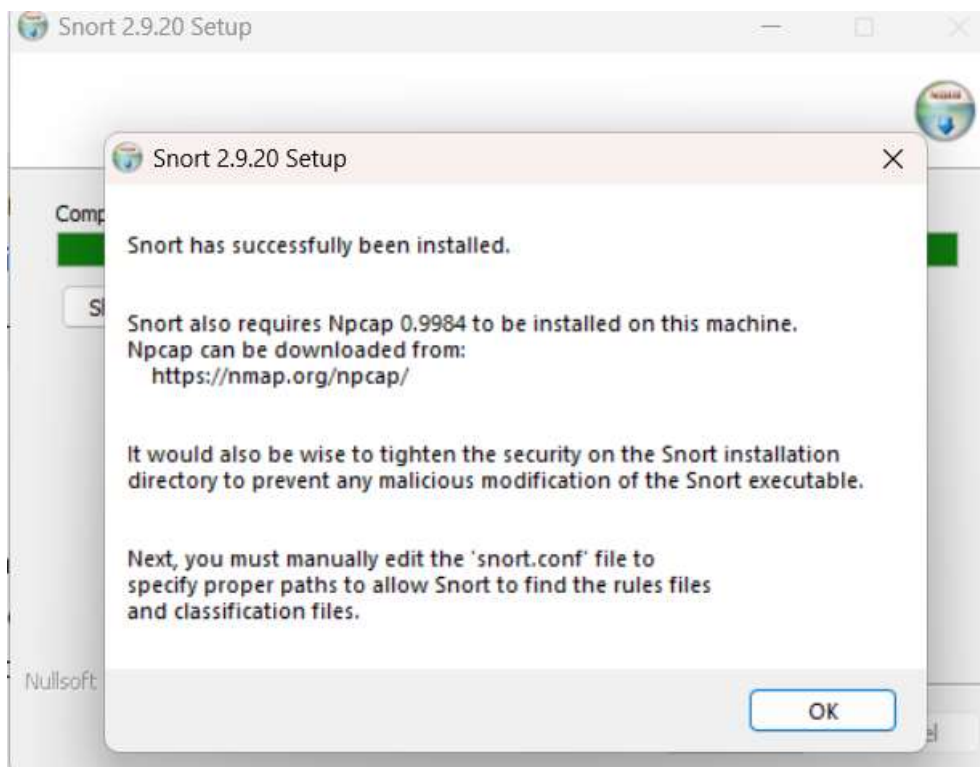 Snort 2.9.20 Setup
Snort 2.9.20 Setup
Comp
Snort has successfully been installed.
Snort also requires Npcap 0.9984 to be installed on this machine.
Npcap can be downloaded from:
https://nmap.org/npcap/
It would also be wise to tighten the security on the Snort installation
directory to prevent any malicious modification of the Snort executable.
Next, you must manually edit the 'snort.conf' file to
specify proper paths to allow Snort to find the rules files
and classification files.
Nullsoft
OK
el